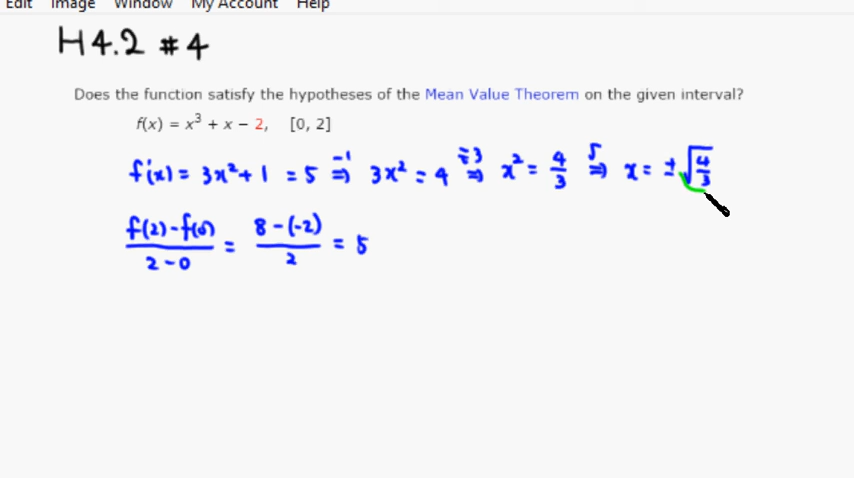 Edit Image Window My Account Help
H4.2 #4
Does the function satisfy the hypotheses of the Mean Value Theorem on the given interval?
f(x) = x³ + x − 2, [0, 2]
f'(x) = 3x²+1 = 5 −1⇒ 3x² = 4 ÷3⇒ x² = 4/3 √⇒ x = ±√(4/3)
(f(2)-f(0))/(2-0) = (8-(-2))/2 = 5